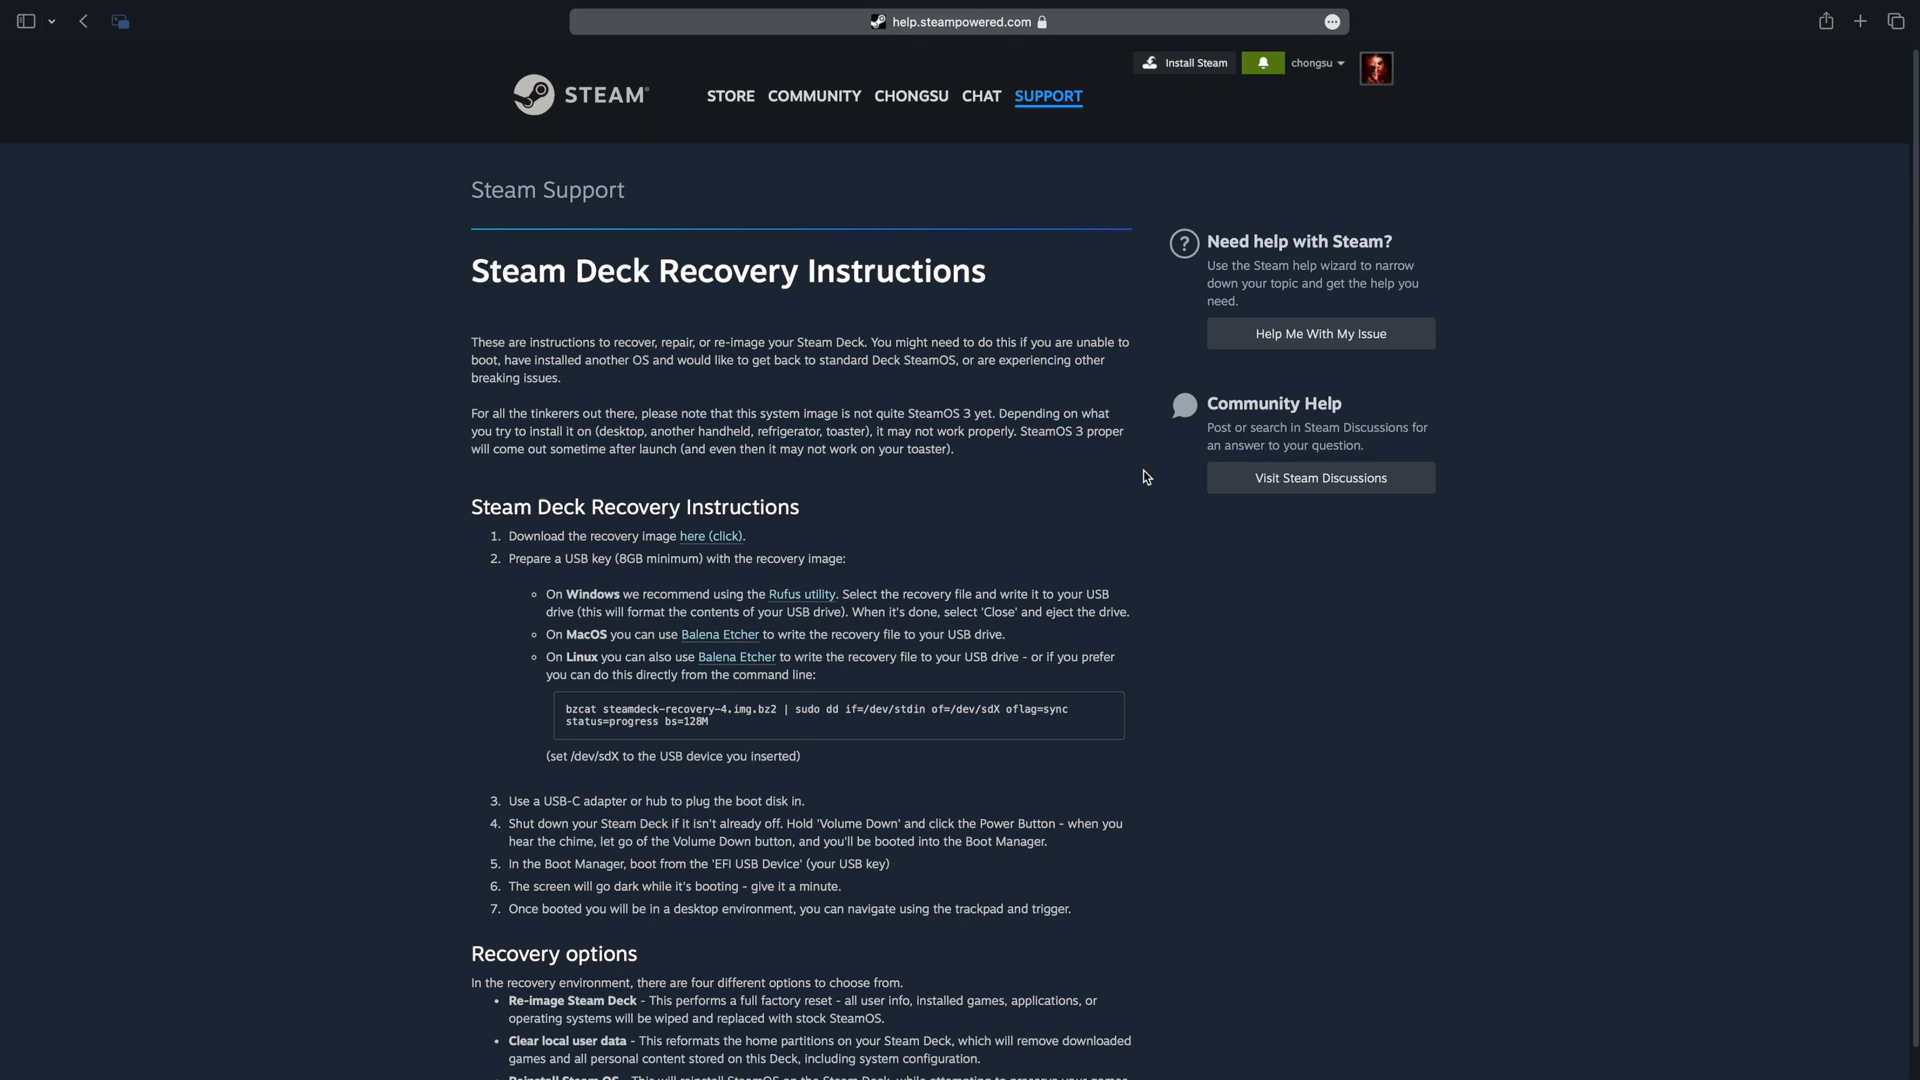 help.steampowered.com
Install Steam
chongsu
STEAM®
STORE COMMUNITY CHONGSU CHAT SUPPORT
Steam Support
Steam Deck Recovery Instructions
These are instructions to recover, repair, or re-image your Steam Deck. You might need to do this if you are unable to
boot, have installed another OS and would like to get back to standard Deck SteamOS, or are experiencing other
breaking issues.
For all the tinkerers out there, please note that this system image is not quite SteamOS 3 yet. Depending on what
you try to install it on (desktop, another handheld, refrigerator, toaster), it may not work properly. SteamOS 3 proper
will come out sometime after launch (and even then it may not work on your toaster).
Steam Deck Recovery Instructions
1. Download the recovery image here (click).
2. Prepare a USB key (8GB minimum) with the recovery image:
On Windows we recommend using the Rufus utility. Select the recovery file and write it to your USB
drive (this will format the contents of your USB drive). When it's done, select 'Close' and eject the drive.
On MacOS you can use Balena Etcher to write the recovery file to your USB drive.
On Linux you can also use Balena Etcher to write the recovery file to your USB drive - or if you prefer
you can do this directly from the command line:
bzcat steamdeck-recovery-4.img.bz2 | sudo dd if=/dev/stdin of=/dev/sdX oflag=sync
status=progress bs=128M
(set /dev/sdX to the USB device you inserted)
3. Use a USB-C adapter or hub to plug the boot disk in.
4. Shut down your Steam Deck if it isn't already off. Hold 'Volume Down' and click the Power Button - when you
hear the chime, let go of the Volume Down button, and you'll be booted into the Boot Manager.
5. In the Boot Manager, boot from the 'EFI USB Device' (your USB key)
6. The screen will go dark while it's booting - give it a minute.
7. Once booted you will be in a desktop environment, you can navigate using the trackpad and trigger.
Recovery options
In the recovery environment, there are four different options to choose from.
• Re-image Steam Deck - This performs a full factory reset - all user info, installed games, applications, or
operating systems will be wiped and replaced with stock SteamOS.
• Clear local user data - This reformats the home partitions on your Steam Deck, which will remove downloaded
games and all personal content stored on this Deck, including system configuration.
Need help with Steam?
Use the Steam help wizard to narrow
down your topic and get the help you
need.
Help Me With My Issue
Community Help
Post or search in Steam Discussions for
an answer to your question.
Visit Steam Discussions